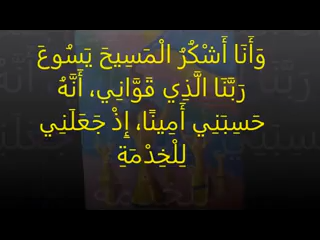 وَأَنَا أَشْكُرُ الْمَسِيحَ يَسُوعَ
رَبَّنَا الَّذِي قَوَّانِي، أَنَّهُ
حَسِبَنِي أَمِينًا، إِذْ جَعَلَنِي
لِلْخِدْمَةِ